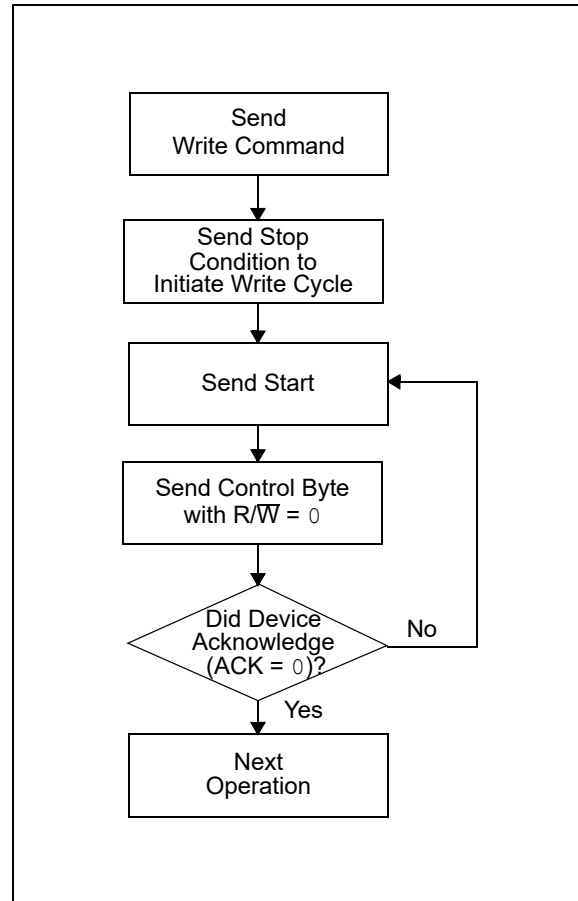 Send
Write Command
Send Stop
Condition to
Initiate Write Cycle
Send Start
Send Control Byte
with R/W̅ = 0
Did Device
Acknowledge
(ACK = 0)?
No
Yes
Next
Operation